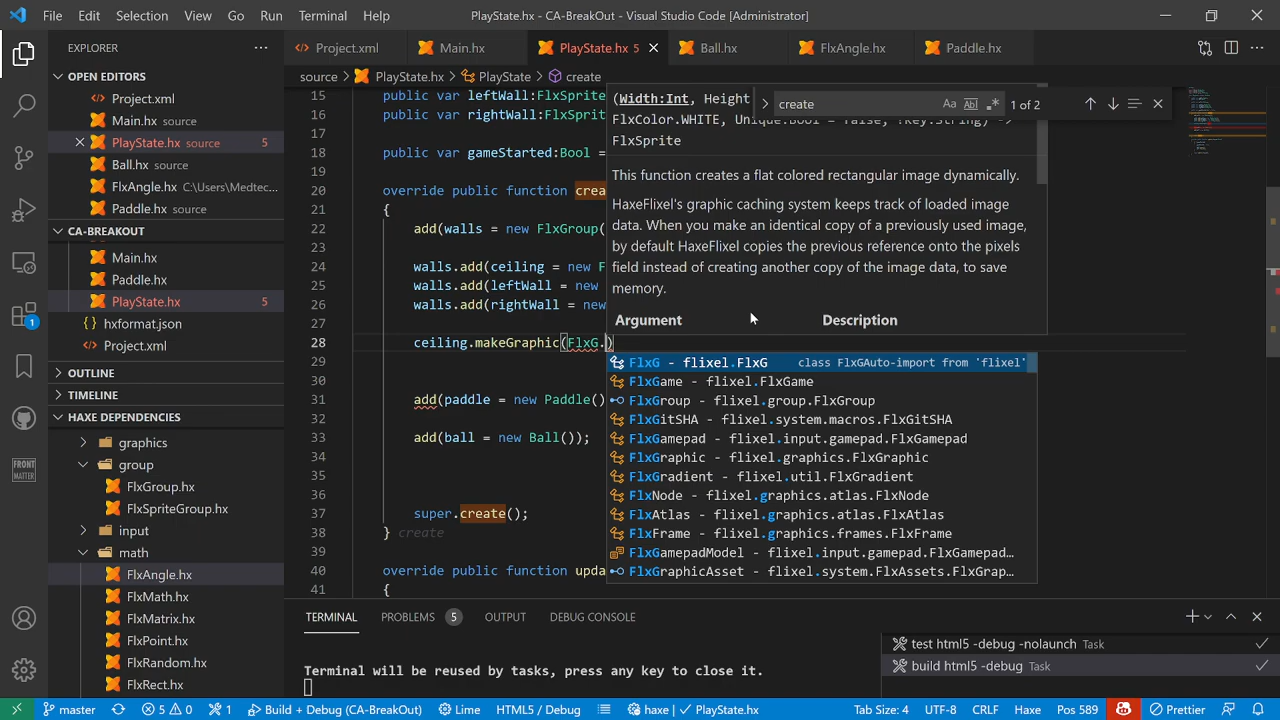 File Edit Selection View Go Run Terminal Help
PlayState.hx - CA-BreakOut - Visual Studio Code [Administrator]
EXPLORER
Project.xml
Main.hx
PlayState.hx 5
Ball.hx
FlxAngle.hx
Paddle.hx
OPEN EDITORS
Project.xml
Main.hx source
PlayState.hx source 5
Ball.hx source
FlxAngle.hx C:\Users\Medtec...
Paddle.hx source
CA-BREAKOUT
Main.hx
Paddle.hx
PlayState.hx 5
hxformat.json
Project.xml
OUTLINE
TIMELINE
HAXE DEPENDENCIES
graphics
group
FlxGroup.hx
FlxSpriteGroup.hx
input
math
FlxAngle.hx
FlxMath.hx
FlxMatrix.hx
FlxPoint.hx
FlxRandom.hx
FlxRect.hx
1
FRONT
MATTER
source > PlayState.hx > PlayState > create
15 public var leftWall:FlxSprite
16 public var rightWall:FlxSprite
17
18 public var gameStarted:Bool =
19
20 override public function crea
21 {
22 add(walls = new FlxGroup(
23
24 walls.add(ceiling = new F
25 walls.add(leftWall = new
26 walls.add(rightWall = new
27
28 ceiling.makeGraphic(FlxG.)
29
30
31 add(paddle = new Paddle()
32
33 add(ball = new Ball());
34
35
36
37 super.create();
38 } create
39
40 override public function upda
41 {
create
Aa Abl .* 1 of 2
(Width:Int, Height
FlxColor.WHITE, Unique:Bool = false, ?Key:String) ->
FlxSprite
This function creates a flat colored rectangular image dynamically.
HaxeFlixel's graphic caching system keeps track of loaded image
data. When you make an identical copy of a previously used image,
by default HaxeFlixel copies the previous reference onto the pixels
field instead of creating another copy of the image data, to save
memory.
Argument Description
FlxG - flixel.FlxG class FlxGAuto-import from 'flixel'
FlxGame - flixel.FlxGame
FlxGroup - flixel.group.FlxGroup
FlxGitSHA - flixel.system.macros.FlxGitSHA
FlxGamepad - flixel.input.gamepad.FlxGamepad
FlxGraphic - flixel.graphics.FlxGraphic
FlxGradient - flixel.util.FlxGradient
FlxNode - flixel.graphics.atlas.FlxNode
FlxAtlas - flixel.graphics.atlas.FlxAtlas
FlxFrame - flixel.graphics.frames.FlxFrame
FlxGamepadModel - flixel.input.gamepad.FlxGamepad...
FlxGraphicAsset - flixel.system.FlxAssets.FlxGrap...
TERMINAL PROBLEMS 5 OUTPUT DEBUG CONSOLE
Terminal will be reused by tasks, press any key to close it.
test html5 -debug -nolaunch Task
build html5 -debug Task
master 5 0 1 Build + Debug (CA-BreakOut) Lime HTML5 / Debug haxe | PlayState.hx Tab Size: 4 UTF-8 CRLF Haxe Pos 589 Prettier